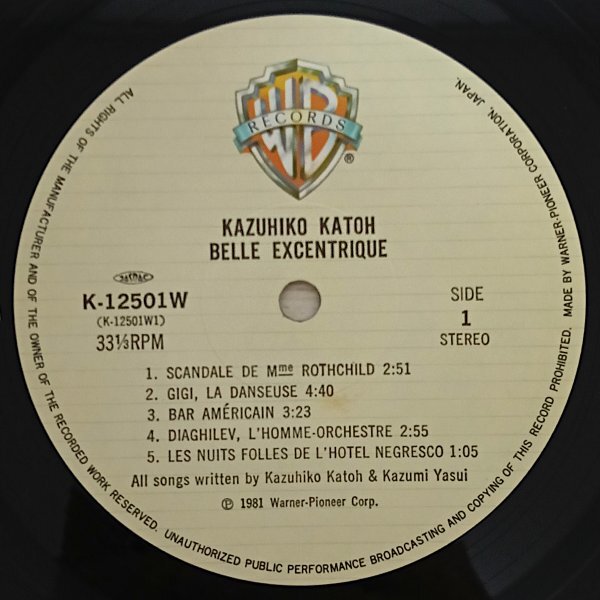 WB
RECORDS
®
KAZUHIKO KATOH
BELLE EXCENTRIQUE
JASRAC
K-12501W
(K-12501W1)
33⅓RPM
SIDE
1
STEREO
1. SCANDALE DE Mme ROTHCHILD 2:51
2. GIGI, LA DANSEUSE 4:40
3. BAR AMÉRICAIN 3:23
4. DIAGHILEV, L'HOMME-ORCHESTRE 2:55
5. LES NUITS FOLLES DE L'HOTEL NEGRESCO 1:05
All songs written by Kazuhiko Katoh & Kazumi Yasui
℗ 1981 Warner-Pioneer Corp.
ALL RIGHTS OF THE MANUFACTURER AND OF THE OWNER OF THE RECORDED WORK RESERVED. UNAUTHORIZED PUBLIC PERFORMANCE BROADCASTING AND COPYING OF THIS RECORD PROHIBITED. MADE BY WARNER-PIONEER CORPORATION, JAPAN.